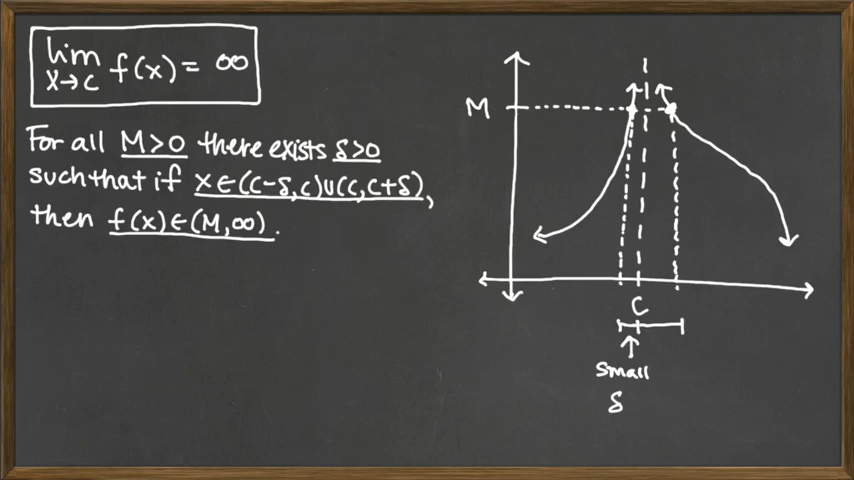 lim f(x) = ∞
x→c
For all M>0 there exists δ>0
such that if x∈(c-δ,c)∪(c,c+δ),
then f(x)∈(M,∞).
M
C
small
δ